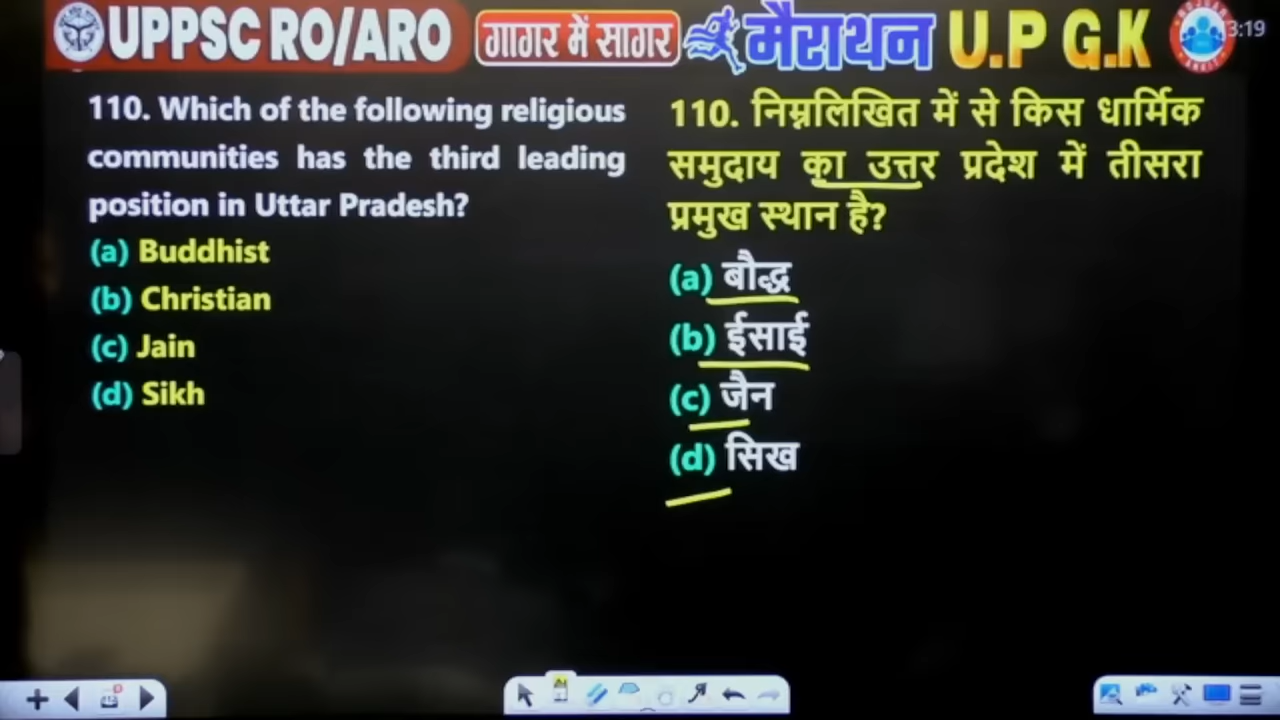 UPPSC RO/ARO गागर में सागर मैराथन U.P G.K
3:19
110. Which of the following religious
communities has the third leading
position in Uttar Pradesh?
(a) Buddhist
(b) Christian
(c) Jain
(d) Sikh
110. निम्नलिखित में से किस धार्मिक
समुदाय का उत्तर प्रदेश में तीसरा
प्रमुख स्थान है?
(a) बौद्ध
(b) ईसाई
(c) जैन
(d) सिख